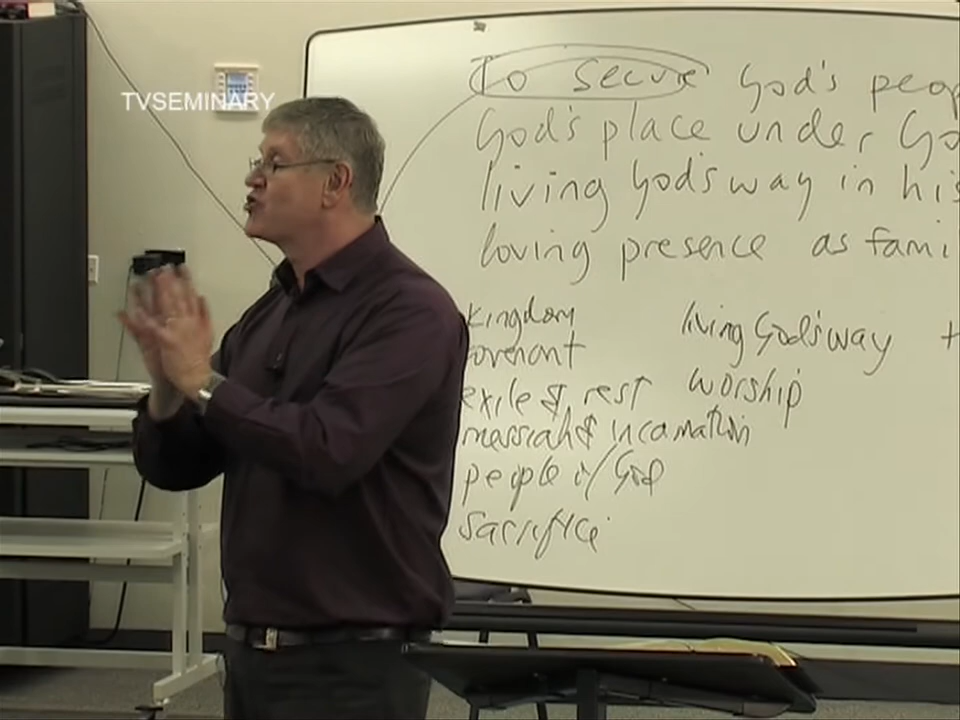 TVSEMINARY
To secure God's peop
God's place under Go
living God's way in his
loving presence as fami
kingdom
covenant
exile & rest
messiah & incarnation
people of God
sacrifice
living God's way +
worship